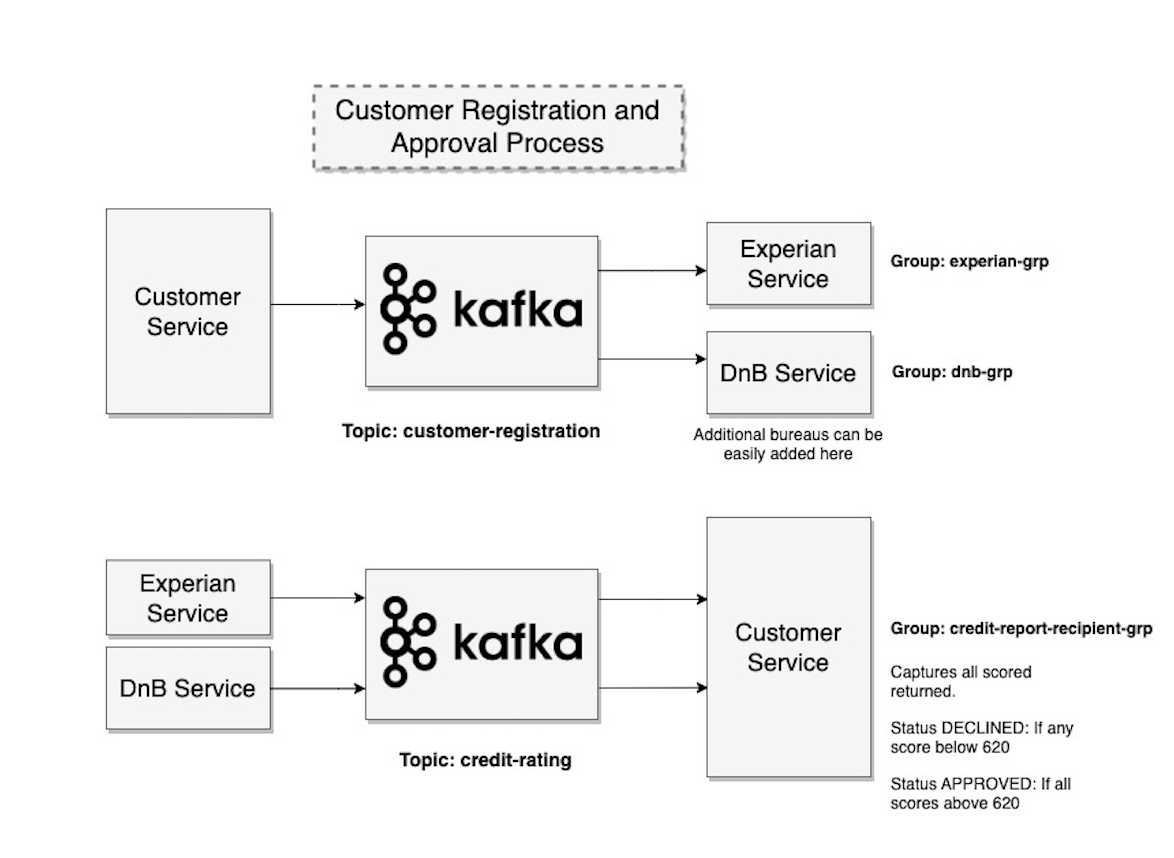 Customer Registration and
Approval Process
Customer
Service
kafka
Topic: customer-registration
Experian
Service
Group: experian-grp
DnB Service
Group: dnb-grp
Additional bureaus can be
easily added here
Experian
Service
DnB Service
kafka
Topic: credit-rating
Customer
Service
Group: credit-report-recipient-grp
Captures all scored
returned.
Status DECLINED: If any
score below 620
Status APPROVED: If all
scores above 620